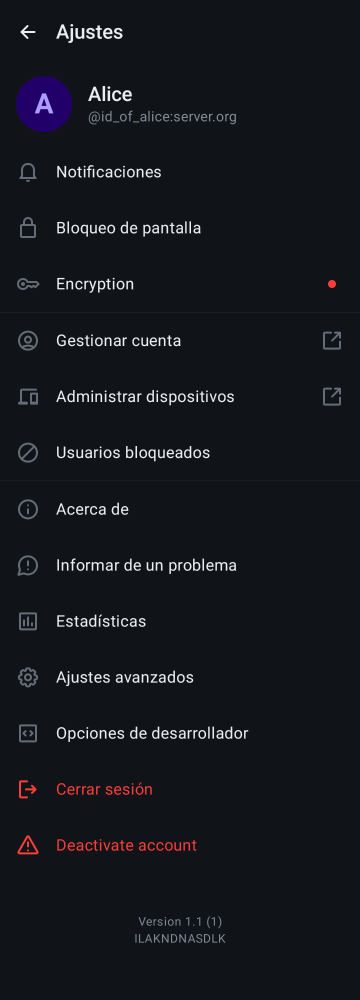 Ajustes
A
Alice
@id_of_alice:server.org
Notificaciones
Bloqueo de pantalla
Encryption
Gestionar cuenta
Administrar dispositivos
Usuarios bloqueados
Acerca de
Informar de un problema
Estadísticas
Ajustes avanzados
Opciones de desarrollador
Cerrar sesión
Deactivate account
Version 1.1 (1)
ILAKNDNASDLK